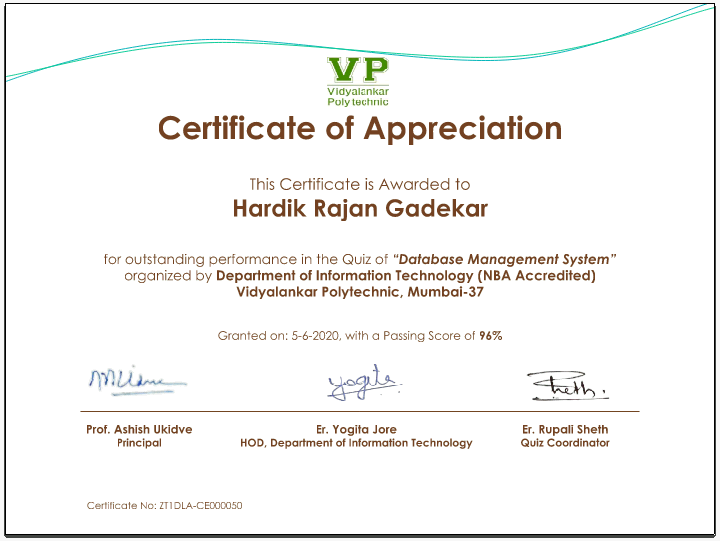 VP
Vidyalankar
Polytechnic
Certificate of Appreciation
This Certificate is Awarded to
Hardik Rajan Gadekar
for outstanding performance in the Quiz of “Database Management System”
organized by Department of Information Technology (NBA Accredited)
Vidyalankar Polytechnic, Mumbai-37
Granted on: 5-6-2020, with a Passing Score of 96%
Yogita Sheth.
Prof. Ashish Ukidve Er. Yogita Jore Er. Rupali Sheth
Principal HOD, Department of Information Technology Quiz Coordinator
Certificate No: ZT1DLA-CE000050